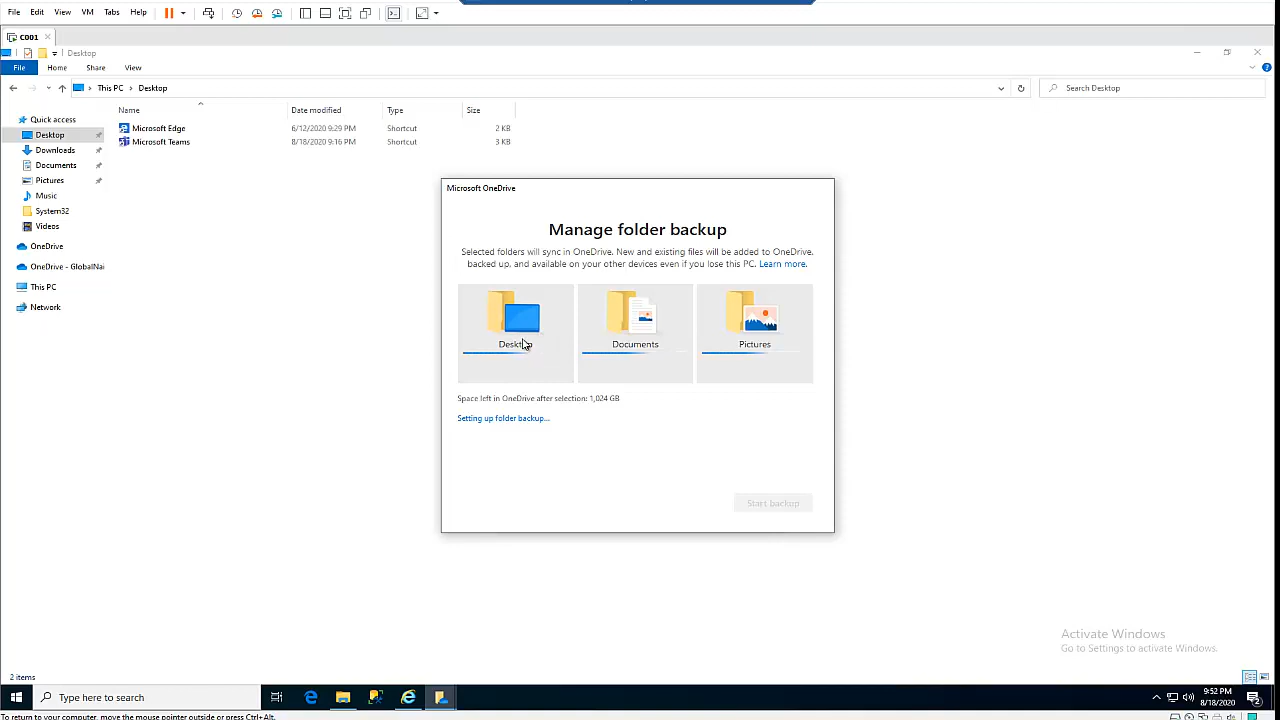 File Edit View VM Tabs Help
C001
Desktop
File Home Share View
This PC Desktop
Search Desktop
Name Date modified Type Size
Quick access
Desktop
Downloads
Documents
Pictures
Music
System32
Videos
OneDrive
OneDrive - GlobalNai
This PC
Network
Microsoft Edge 6/12/2020 9:29 PM Shortcut 2 KB
Microsoft Teams 8/18/2020 9:16 PM Shortcut 3 KB
Microsoft OneDrive
Manage folder backup
Selected folders will sync in OneDrive. New and existing files will be added to OneDrive,
backed up, and available on your other devices even if you lose this PC. Learn more.
Desktop Documents Pictures
Space left in OneDrive after selection: 1,024 GB
Setting up folder backup...
Start backup
Activate Windows
Go to Settings to activate Windows.
2 items
Type here to search
9:52 PM
8/18/2020
2
To return to your computer, move the mouse pointer outside or press Ctrl+Alt.